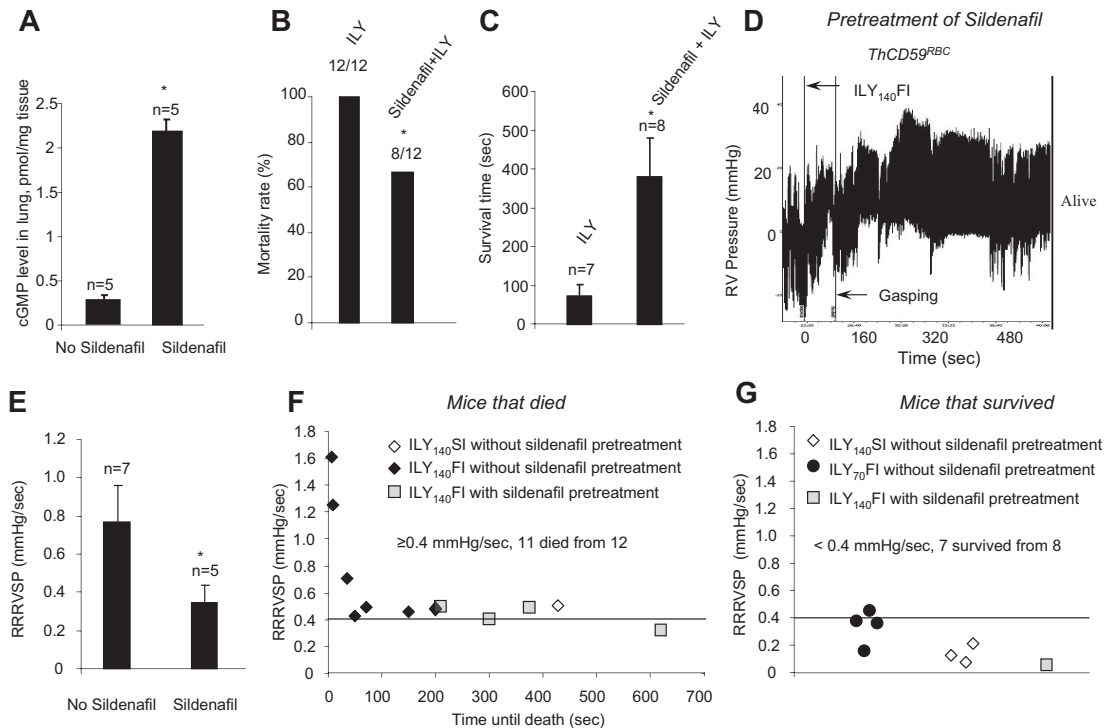 A
cGMP level in lung, pmol/mg tissue
2.5
2
1.5
1
0.5
0
n=5
*
n=5
No Sildenafil
Sildenafil
B
Mortality rate (%)
100
80
60
40
20
0
ILY
12/12
Sildenafil+ILY
*
8/12
C
Survival time (sec)
600
500
400
300
200
100
0
ILY
n=7
* Sildenafil + ILY
n=8
D
Pretreatment of Sildenafil
ThCD59RBC
ILY140FI
RV Pressure (mmHg)
40
20
0
Gasping
Alive
0 160 320 480
Time (sec)
E
RRRVSP (mmHg/sec)
1.2
1.0
0.8
0.6
0.4
0.2
0
n=7
*
n=5
No Sildenafil
Sildenafil
F
Mice that died
RRRVSP (mmHg/sec)
1.8
1.6
1.4
1.2
1.0
0.8
0.6
0.4
0.2
0
ILY140SI without sildenafil pretreatment
ILY140FI without sildenafil pretreatment
ILY140FI with sildenafil pretreatment
≥0.4 mmHg/sec, 11 died from 12
0 100 200 300 400 500 600 700
Time until death (sec)
G
Mice that survived
RRRVSP (mmHg/sec)
1.8
1.6
1.4
1.2
1.0
0.8
0.6
0.4
0.2
0
ILY140SI without sildenafil pretreatment
ILY70FI without sildenafil pretreatment
ILY140FI with sildenafil pretreatment
< 0.4 mmHg/sec, 7 survived from 8